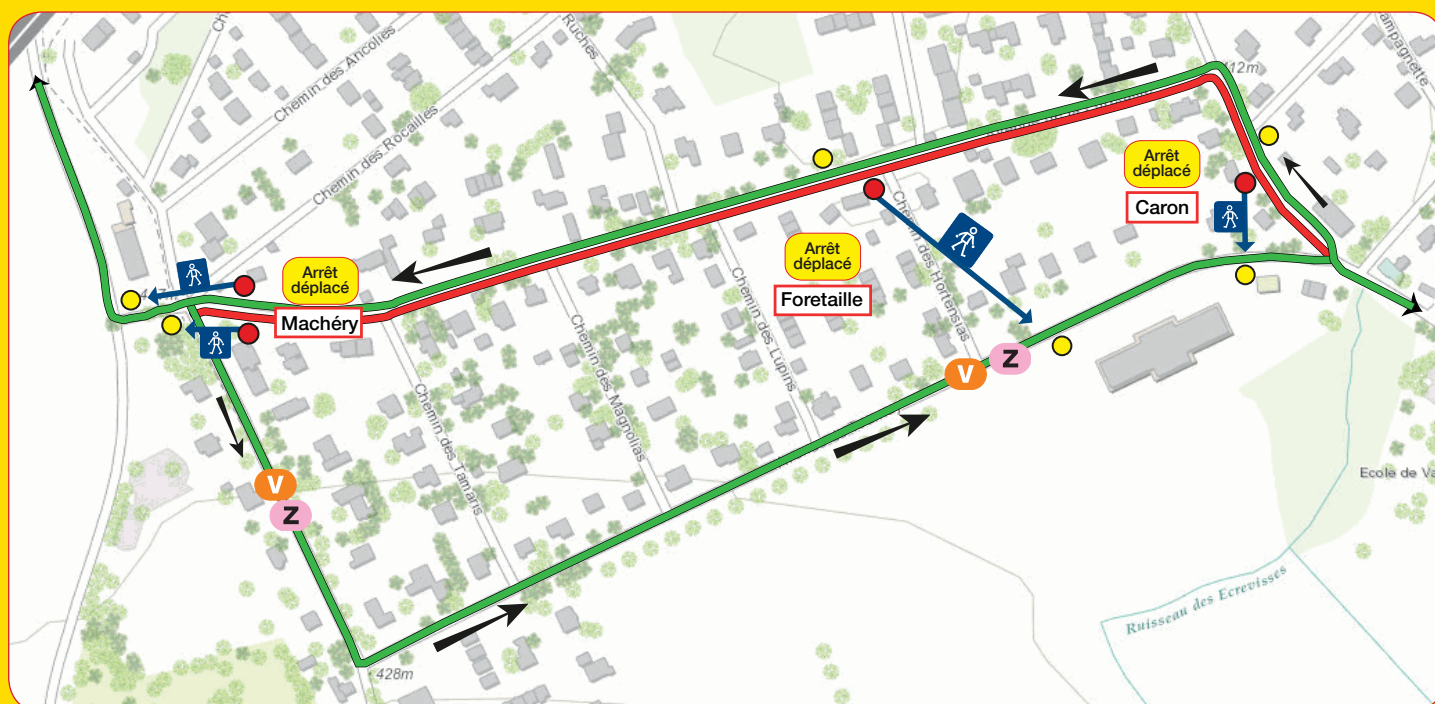 Ruches
Chemin des Ancolies
Chemin des Rocailles
412m
Arrêt
déplacé
Caron
Arrêt
déplacé
Foretaille
Chemin des Hortensias
Arrêt
déplacé
Machéry
Chemin des Lupins
Chemin des Magnolias
Chemin des Tamaris
V
Z
V
Z
Ecole de Va
Ruisseau des Ecrevisses
428m